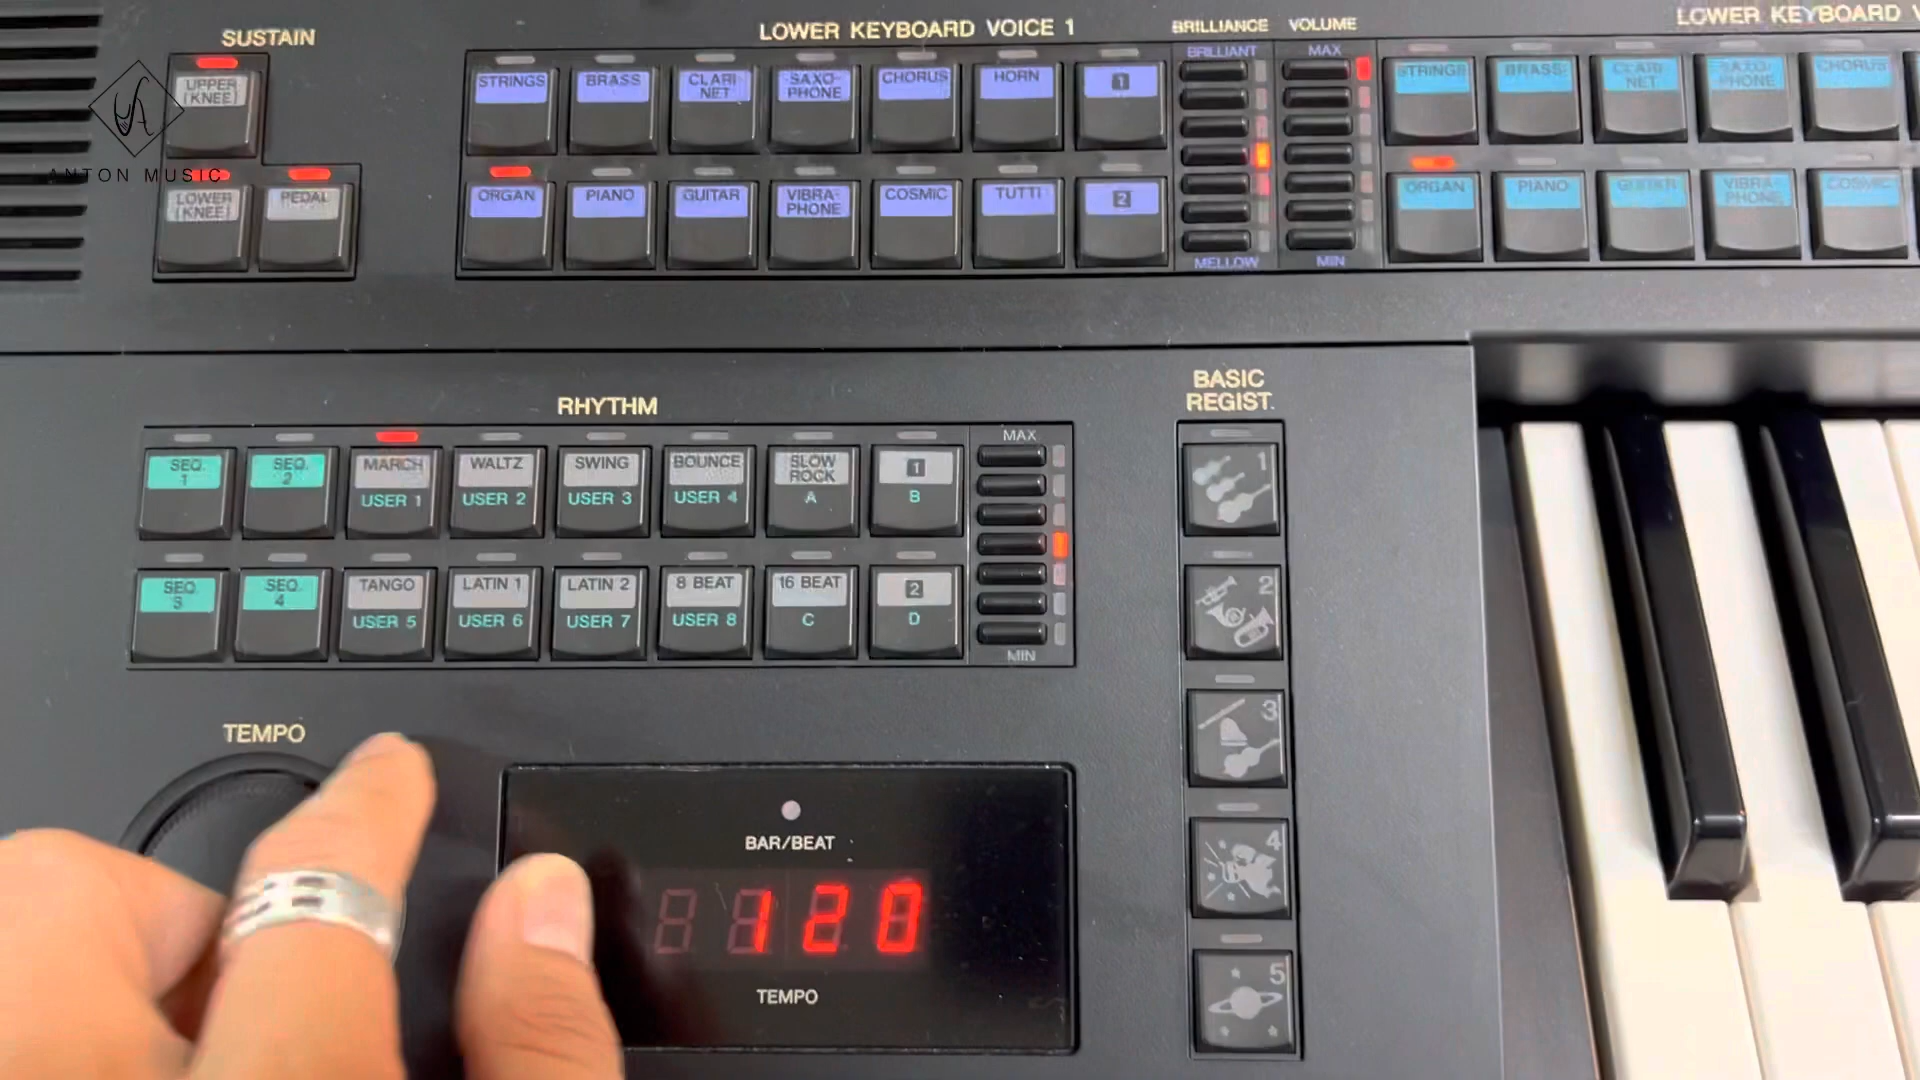 LOWER KEYBOARD VOICE 1
BRILLIANCE
VOLUME
LOWER KEYBOARD V
SUSTAIN
BRILLIANT
MAX
UPPER
(KNEE)
STRINGS
BRASS
CLARI
NET
SAXO-
PHONE
CHORUS
HORN
1
STRINGS
BRASS
CLARI
NET
SAXO-
PHONE
CHORUS
ANTON MUSIC
LOWER
(KNEE)
PEDAL
ORGAN
PIANO
GUITAR
VIBRA-
PHONE
COSMIC
TUTTI
2
ORGAN
PIANO
GUITAR
VIBRA-
PHONE
COSMIC
MELLOW
MIN
RHYTHM
BASIC
REGIST.
MAX
SEQ.
1
SEQ.
2
MARCH
USER 1
WALTZ
USER 2
SWING
USER 3
BOUNCE
USER 4
SLOW
ROCK
A
1
B
SEQ.
3
SEQ.
4
TANGO
USER 5
LATIN 1
USER 6
LATIN 2
USER 7
8 BEAT
USER 8
16 BEAT
C
2
D
MIN
1
2
3
4
5
TEMPO
BAR/BEAT
120
TEMPO